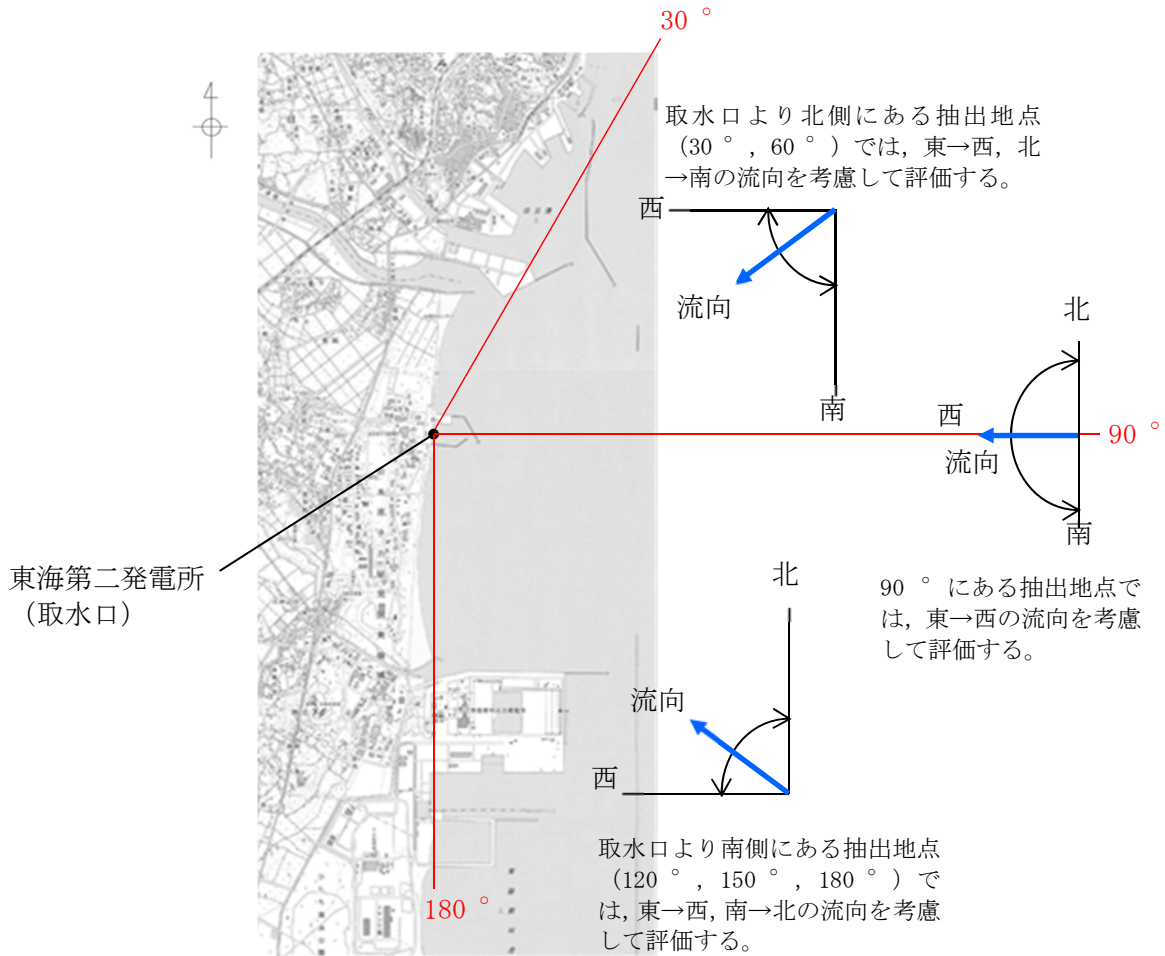 30 °
取水口より北側にある抽出地点
（30 °，60 °）では，東→西，北
→南の流向を考慮して評価する。
西
流向
南
北
西
90 °
流向
南
東海第二発電所
（取水口）
90 ° にある抽出地点で
は，東→西の流向を考慮
して評価する。
北
流向
西
取水口より南側にある抽出地点
（120 °，150 °，180 °）で
は，東→西，南→北の流向を考慮
して評価する。
180 °